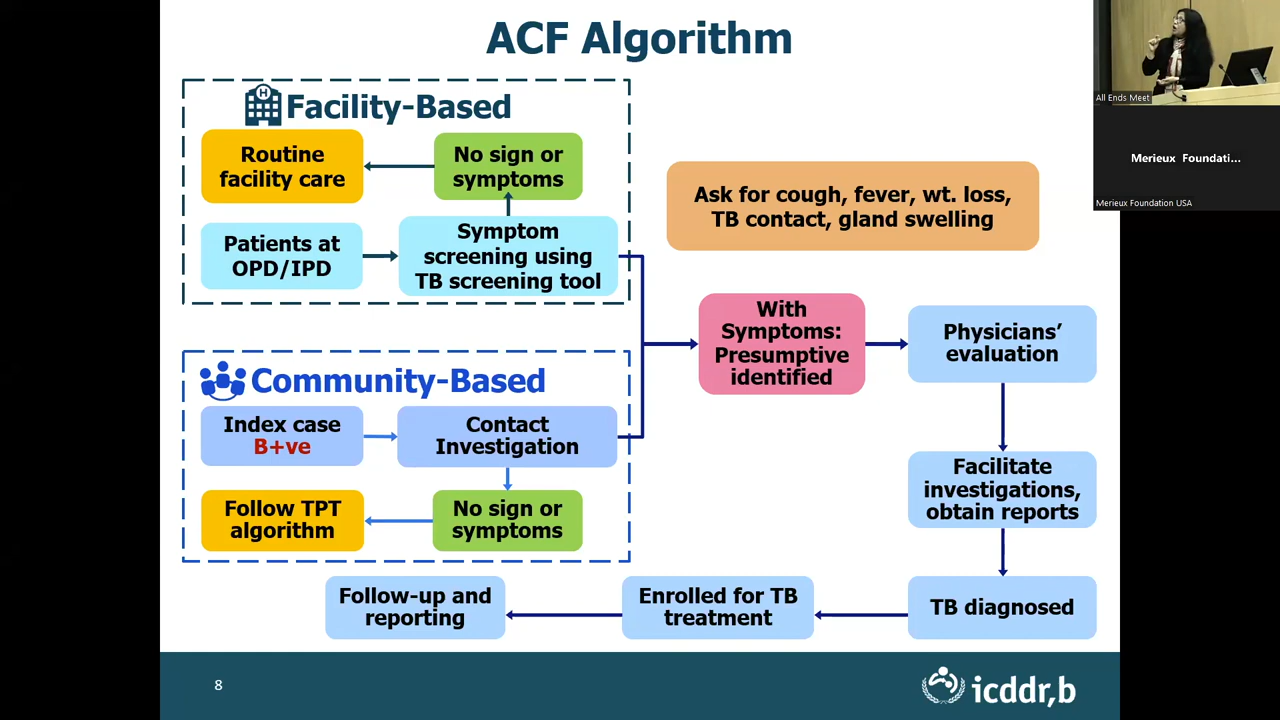 ACF Algorithm
H
Facility-Based
Routine
facility care
No sign or
symptoms
Patients at
OPD/IPD
Symptom
screening using
TB screening tool
Ask for cough, fever, wt. loss,
TB contact, gland swelling
With
Symptoms:
Presumptive
identified
Physicians’
evaluation
Community-Based
Index case
B+ve
Contact
Investigation
Follow TPT
algorithm
No sign or
symptoms
Facilitate
investigations,
obtain reports
TB diagnosed
Enrolled for TB
treatment
Follow-up and
reporting
8
icddr,b
All Ends Meet
Merieux Foundati...
Merieux Foundation USA